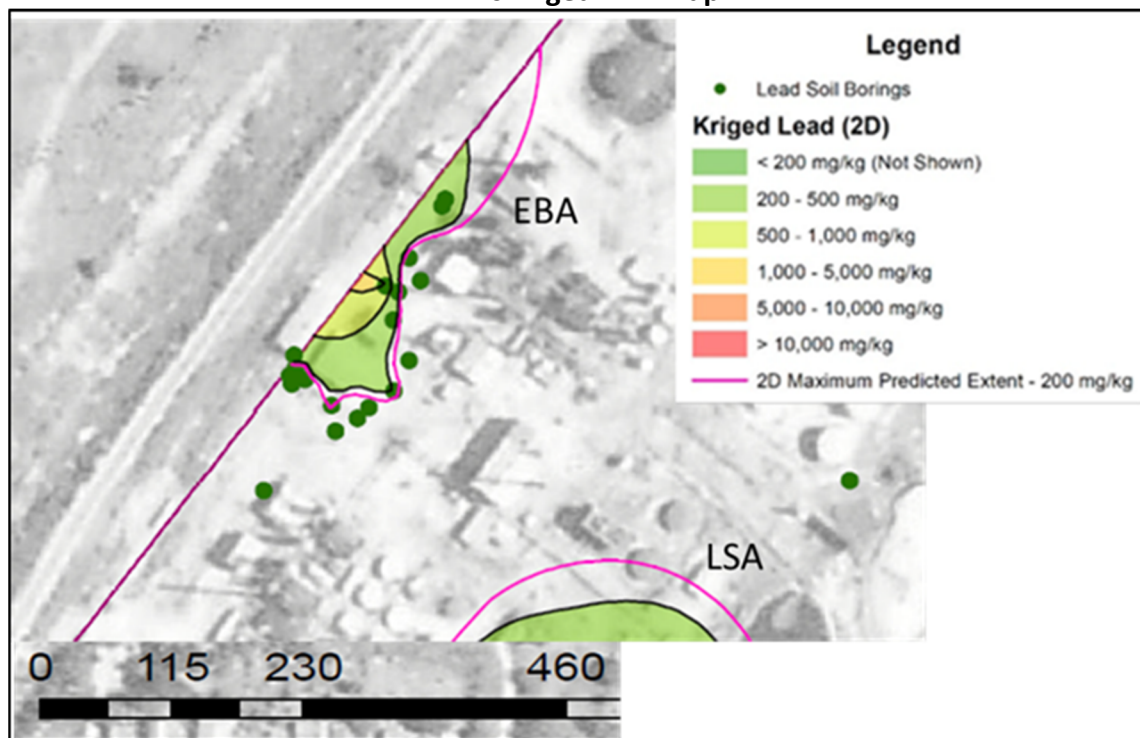 Legend
Lead Soil Borings
Kriged Lead (2D)
< 200 mg/kg (Not Shown)
200 - 500 mg/kg
500 - 1,000 mg/kg
1,000 - 5,000 mg/kg
5,000 - 10,000 mg/kg
> 10,000 mg/kg
2D Maximum Predicted Extent - 200 mg/kg
EBA
LSA
0 115 230 460